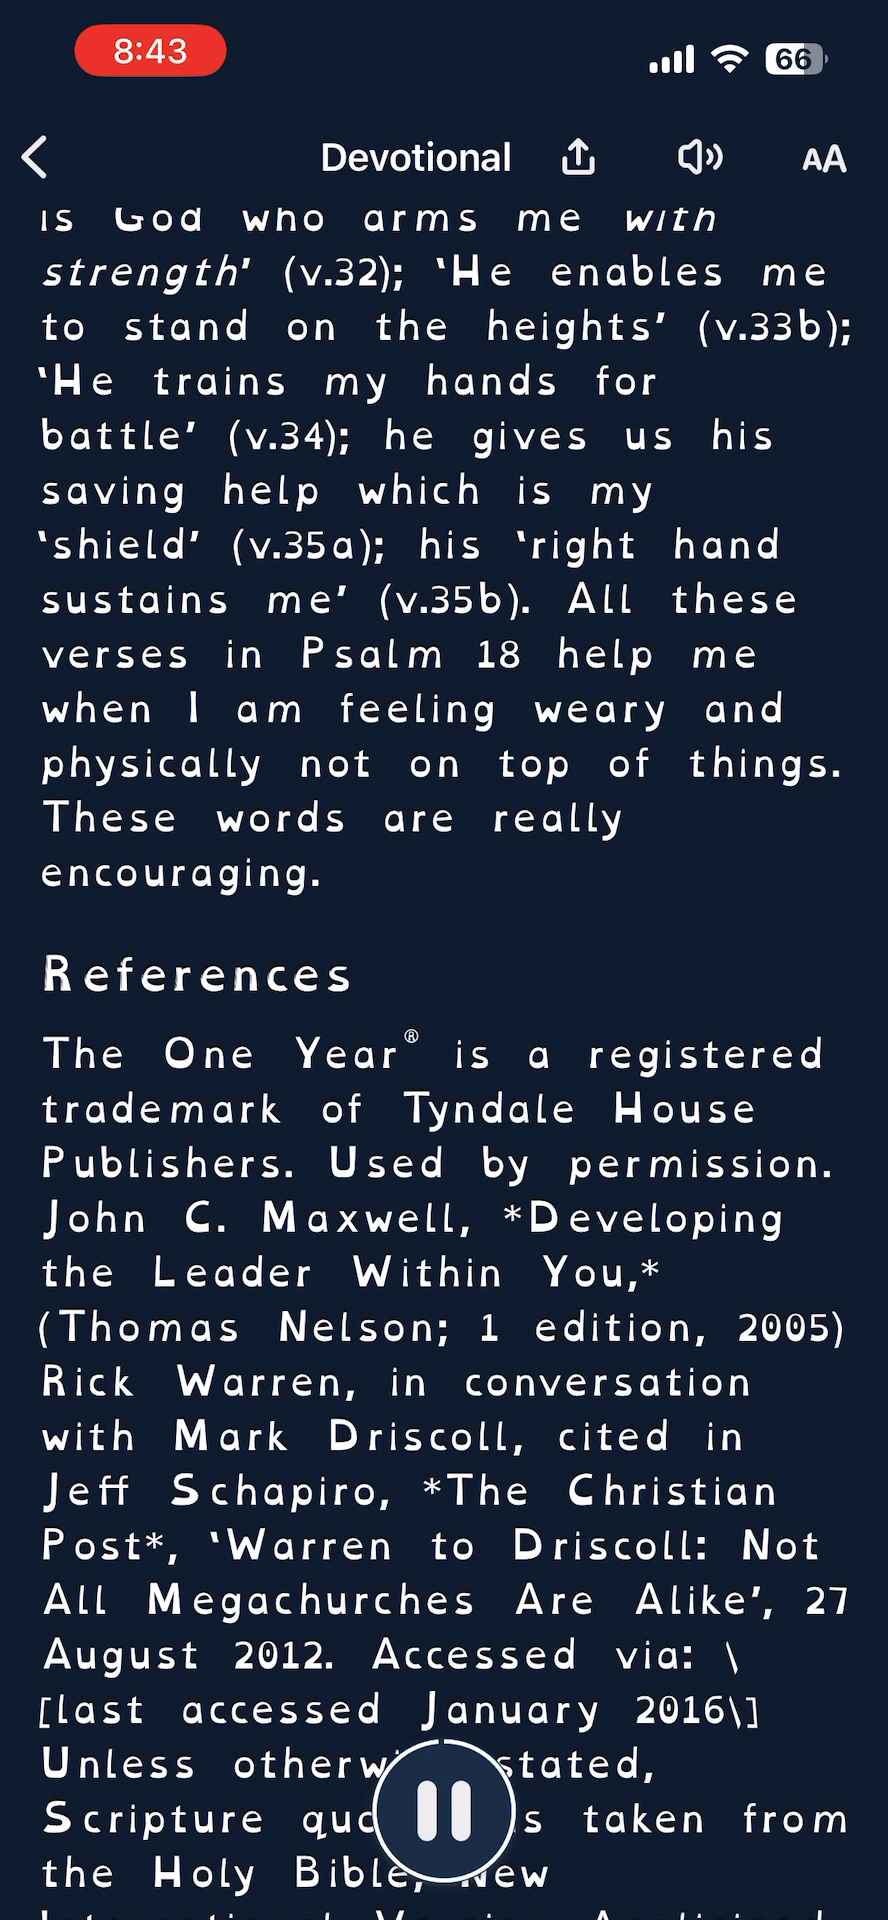 8:43
66
Devotional
AA
is God who arms me with
strength' (v.32); 'He enables me
to stand on the heights' (v.33b);
'He trains my hands for
battle' (v.34); he gives us his
saving help which is my
'shield' (v.35a); his 'right hand
sustains me' (v.35b). All these
verses in Psalm 18 help me
when I am feeling weary and
physically not on top of things.
These words are really
encouraging.
References
The One Year® is a registered
trademark of Tyndale House
Publishers. Used by permission.
John C. Maxwell, *Developing
the Leader Within You,*
(Thomas Nelson; 1 edition, 2005)
Rick Warren, in conversation
with Mark Driscoll, cited in
Jeff Schapiro, *The Christian
Post*, 'Warren to Driscoll: Not
All Megachurches Are Alike', 27
August 2012. Accessed via: \
[last accessed January 2016\]
Unless stated,
Scripture taken from
the Holy Bible, New